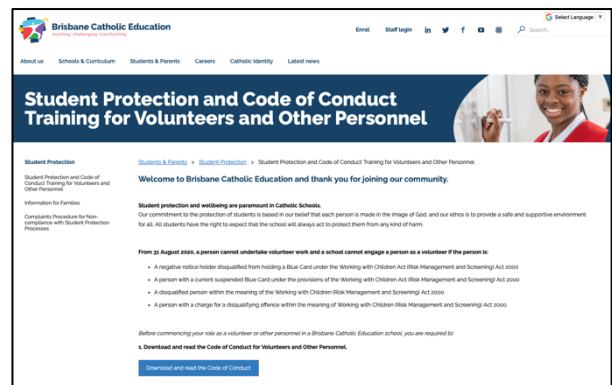 Select Language ▼
Brisbane Catholic Education
teaching challenging transforming
Enrol Staff login Search...
About us Schools & Curriculum Students & Parents Careers Catholic Identity Latest news
Student Protection and Code of Conduct
Training for Volunteers and Other Personnel
Student Protection
Student Protection and Code of
Conduct Training for Volunteers and
Other Personnel
Information for Families
Complaints Procedure for Non-
compliance with Student Protection
Processes
Students & Parents > Student Protection > Student Protection and Code of Conduct Training for Volunteers and Other Personnel
Welcome to Brisbane Catholic Education and thank you for joining our community.
Student protection and wellbeing are paramount in Catholic Schools.
Our commitment to the protection of students is based in our belief that each person is made in the image of God, and our ethos is to provide a safe and supportive environment
for all. All students have the right to expect that the school will always act to protect them from any kind of harm.
From 31 August 2020, a person cannot undertake volunteer work and a school cannot engage a person as a volunteer if the person is:
• A negative notice holder disqualified from holding a Blue Card under the Working with Children Act (Risk Management and Screening) Act 2000
• A person with a current suspended Blue Card under the provisions of the Working with Children Act (Risk Management and Screening) Act 2000
• A disqualified person within the meaning of the Working with Children (Risk Management and Screening) Act 2000
• A person with a charge for a disqualifying offence within the meaning of Working with Children (Risk Management and Screening) Act 2000.
Before commencing your role as a volunteer or other personnel in a Brisbane Catholic Education school, you are required to:
1. Download and read the Code of Conduct for Volunteers and Other Personnel.
Download and read the Code of Conduct